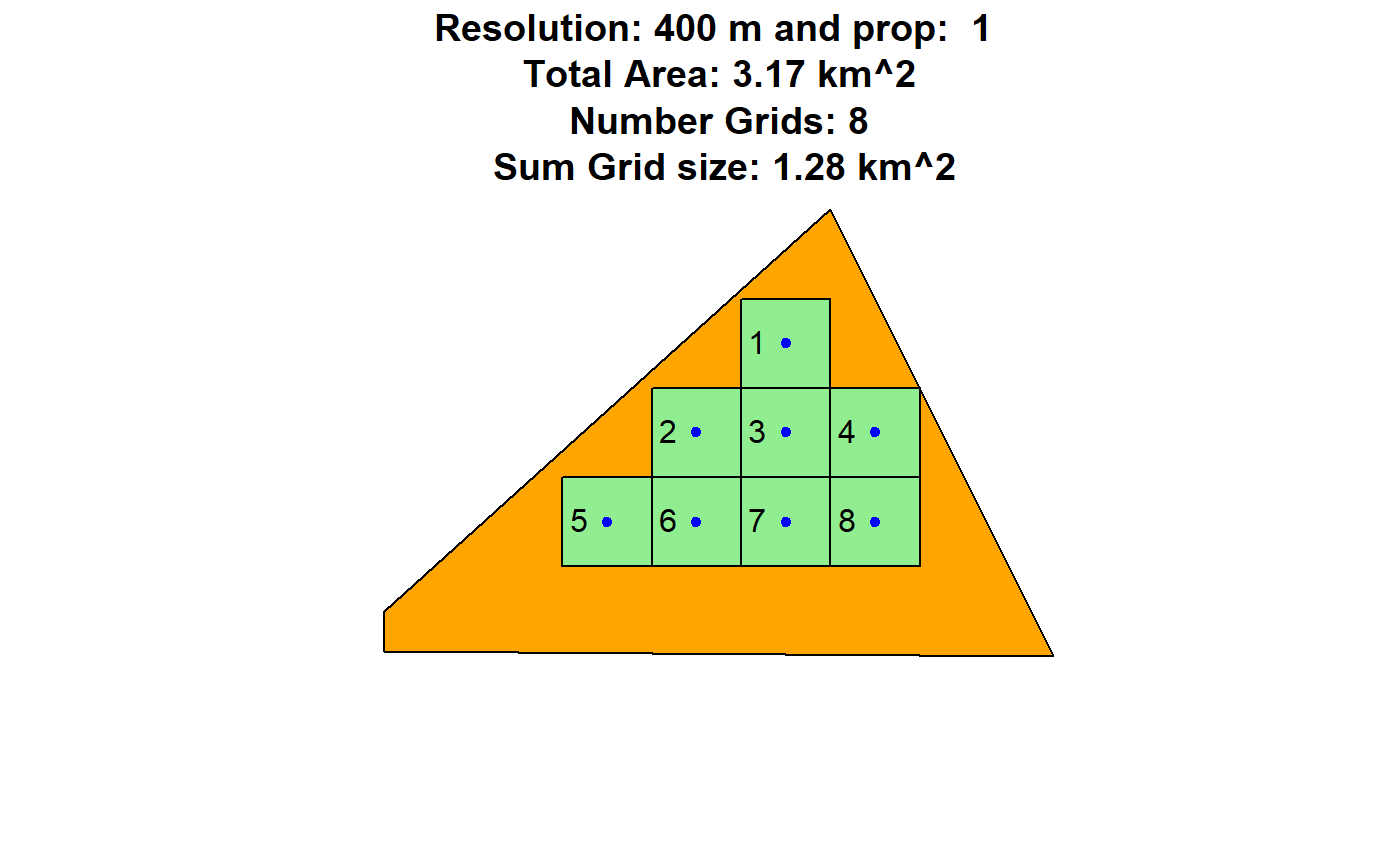 Resolution: 400 m and prop:  1
Total Area: 3.17 km^2
Number Grids: 8
Sum Grid size: 1.28 km^2
1
2 3 4
5 6 7 8